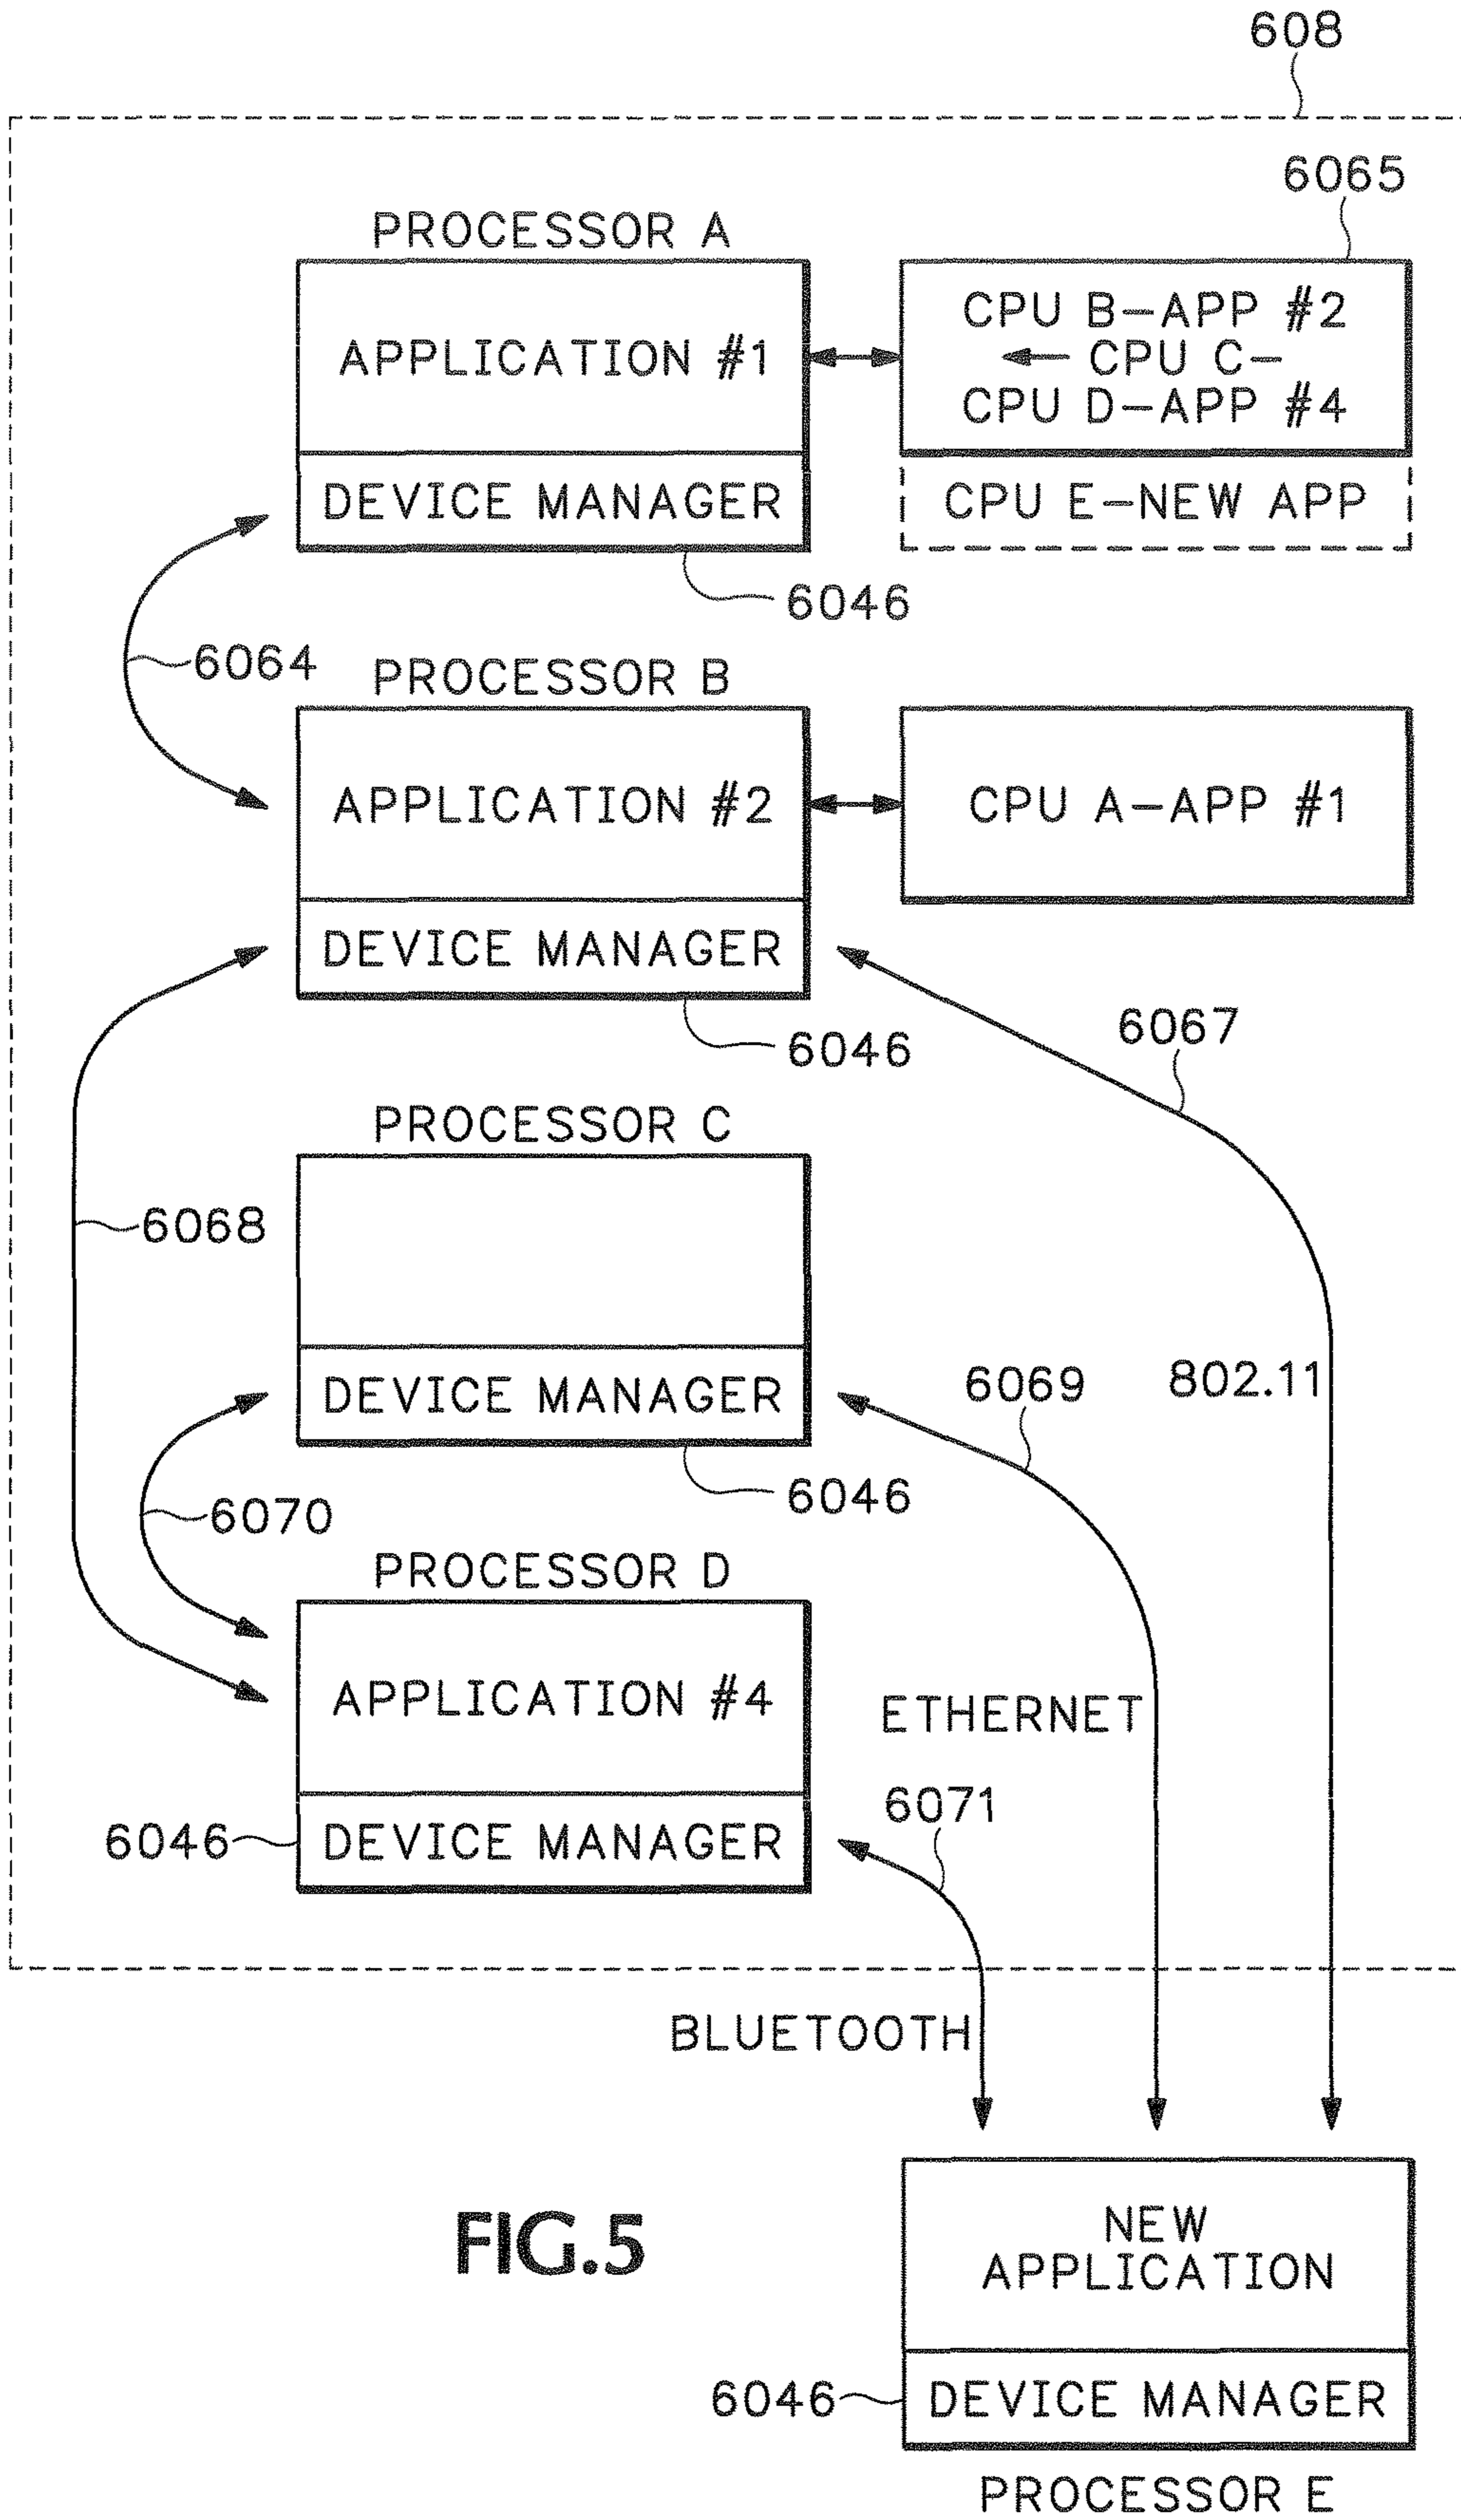 608
6065
PROCESSOR A
APPLICATION #1
CPU B-APP #2
CPU C-
CPU D-APP #4
DEVICE MANAGER
CPU E-NEW APP
6046
6064
PROCESSOR B
APPLICATION #2
CPU A-APP #1
DEVICE MANAGER
6067
6046
PROCESSOR C
6068
DEVICE MANAGER
6069
802.11
6046
6070
PROCESSOR D
APPLICATION #4
ETHERNET
6071
6046
DEVICE MANAGER
BLUETOOTH
NEW
APPLICATION
FIG.5
6046
DEVICE MANAGER
PROCESSOR E